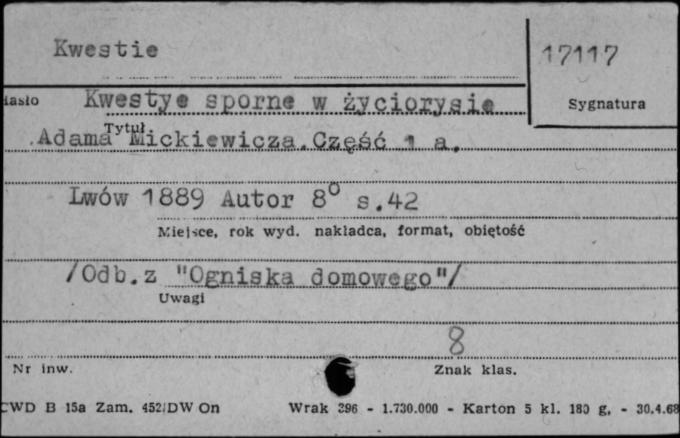 Kwestie
17117
Sygnatura
Kwestye sporne w życiorysie
Tytuł
Adama Mickiewicza.Część 1 a.
Lwów 1889 Autor 8° s.42
Miejsce, rok wyd. nakładca, format, objętość
/Odb.z "Ogniska domowego"/
Uwagi
8
Nr inw.
Znak klas.
CWD B 15a Zam. 452/DW On Wrak 396 - 1.730.000 - Karton 5 kl. 180 g. - 30.4.68